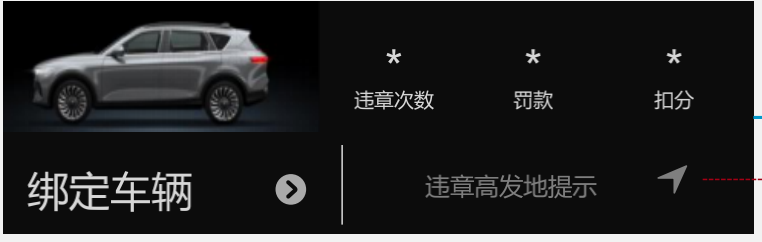 * * *
违章次数 罚款 扣分
绑定车辆
违章高发地提示